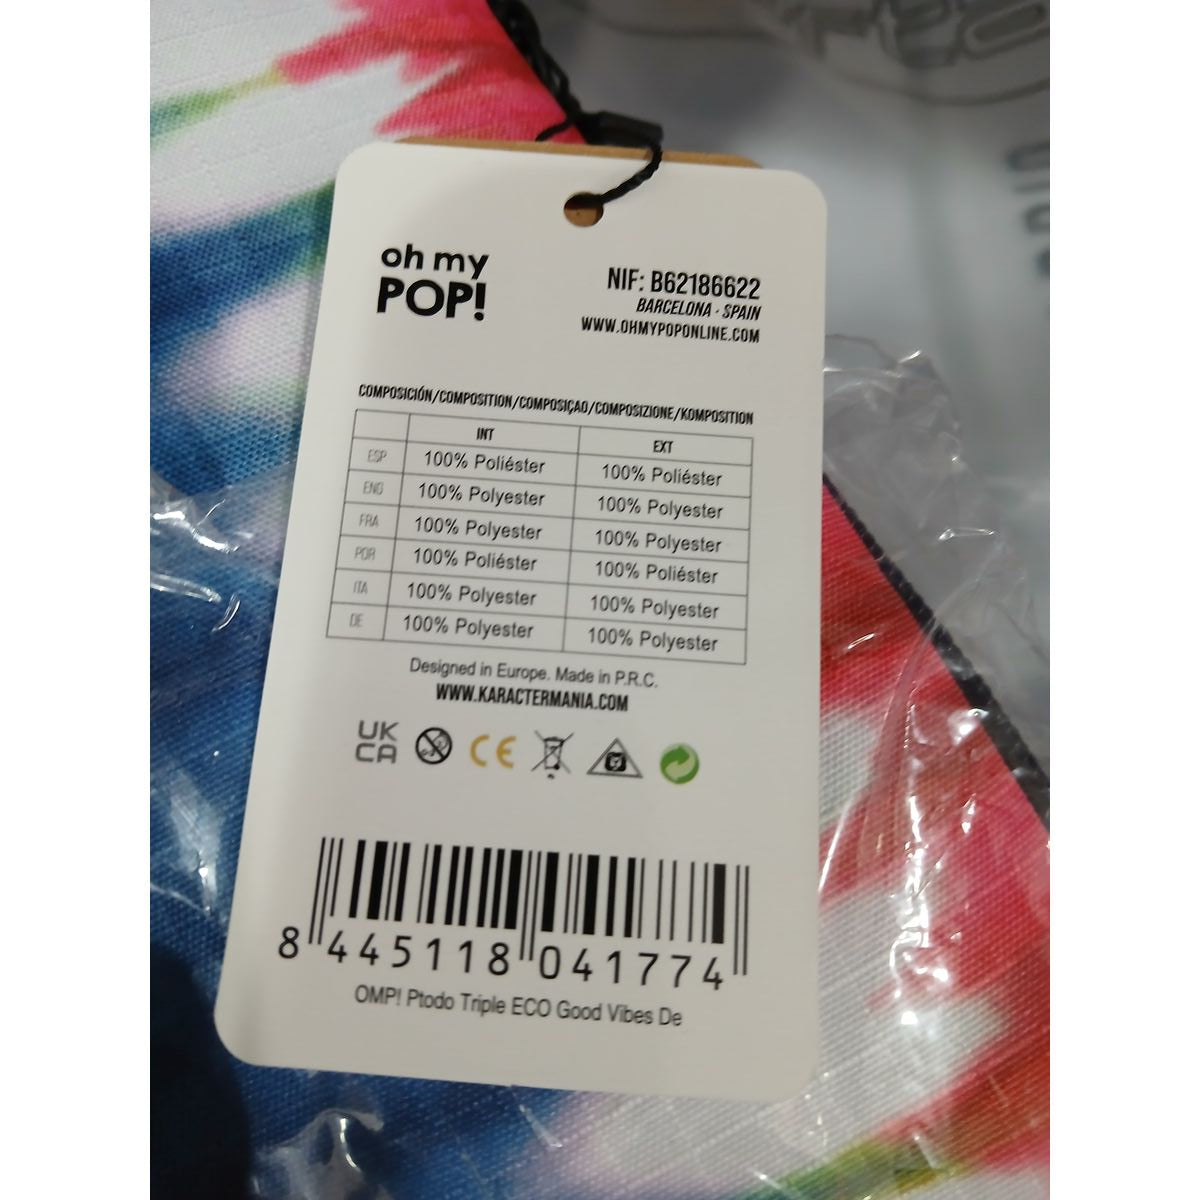 oh my
POP!
NIF: B62186622
BARCELONA · SPAIN
WWW.OHMYPOPONLINE.COM
COMPOSICIÓN/COMPOSITION/COMPOSIÇAO/COMPOSIZIONE/KOMPOSITION
INT EXT
ESP 100% Poliéster 100% Poliéster
ENG 100% Polyester 100% Polyester
FRA 100% Polyester 100% Polyester
POR 100% Poliéster 100% Poliéster
ITA 100% Polyester 100% Polyester
DE 100% Polyester 100% Polyester
Designed in Europe. Made in P.R.C.
WWW.KARACTERMANIA.COM
UK
CA
CE
8 445118 041774
OMP! Ptodo Triple ECO Good Vibes De